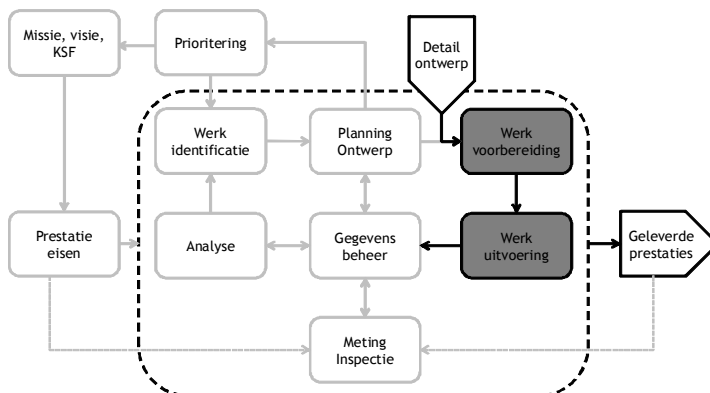 Missie, visie,
KSF
Prioritering
Detail
ontwerp
Werk
identificatie
Planning
Ontwerp
Werk
voorbereiding
Prestatie
eisen
Analyse
Gegevens
beheer
Werk
uitvoering
Geleverde
prestaties
Meting
Inspectie